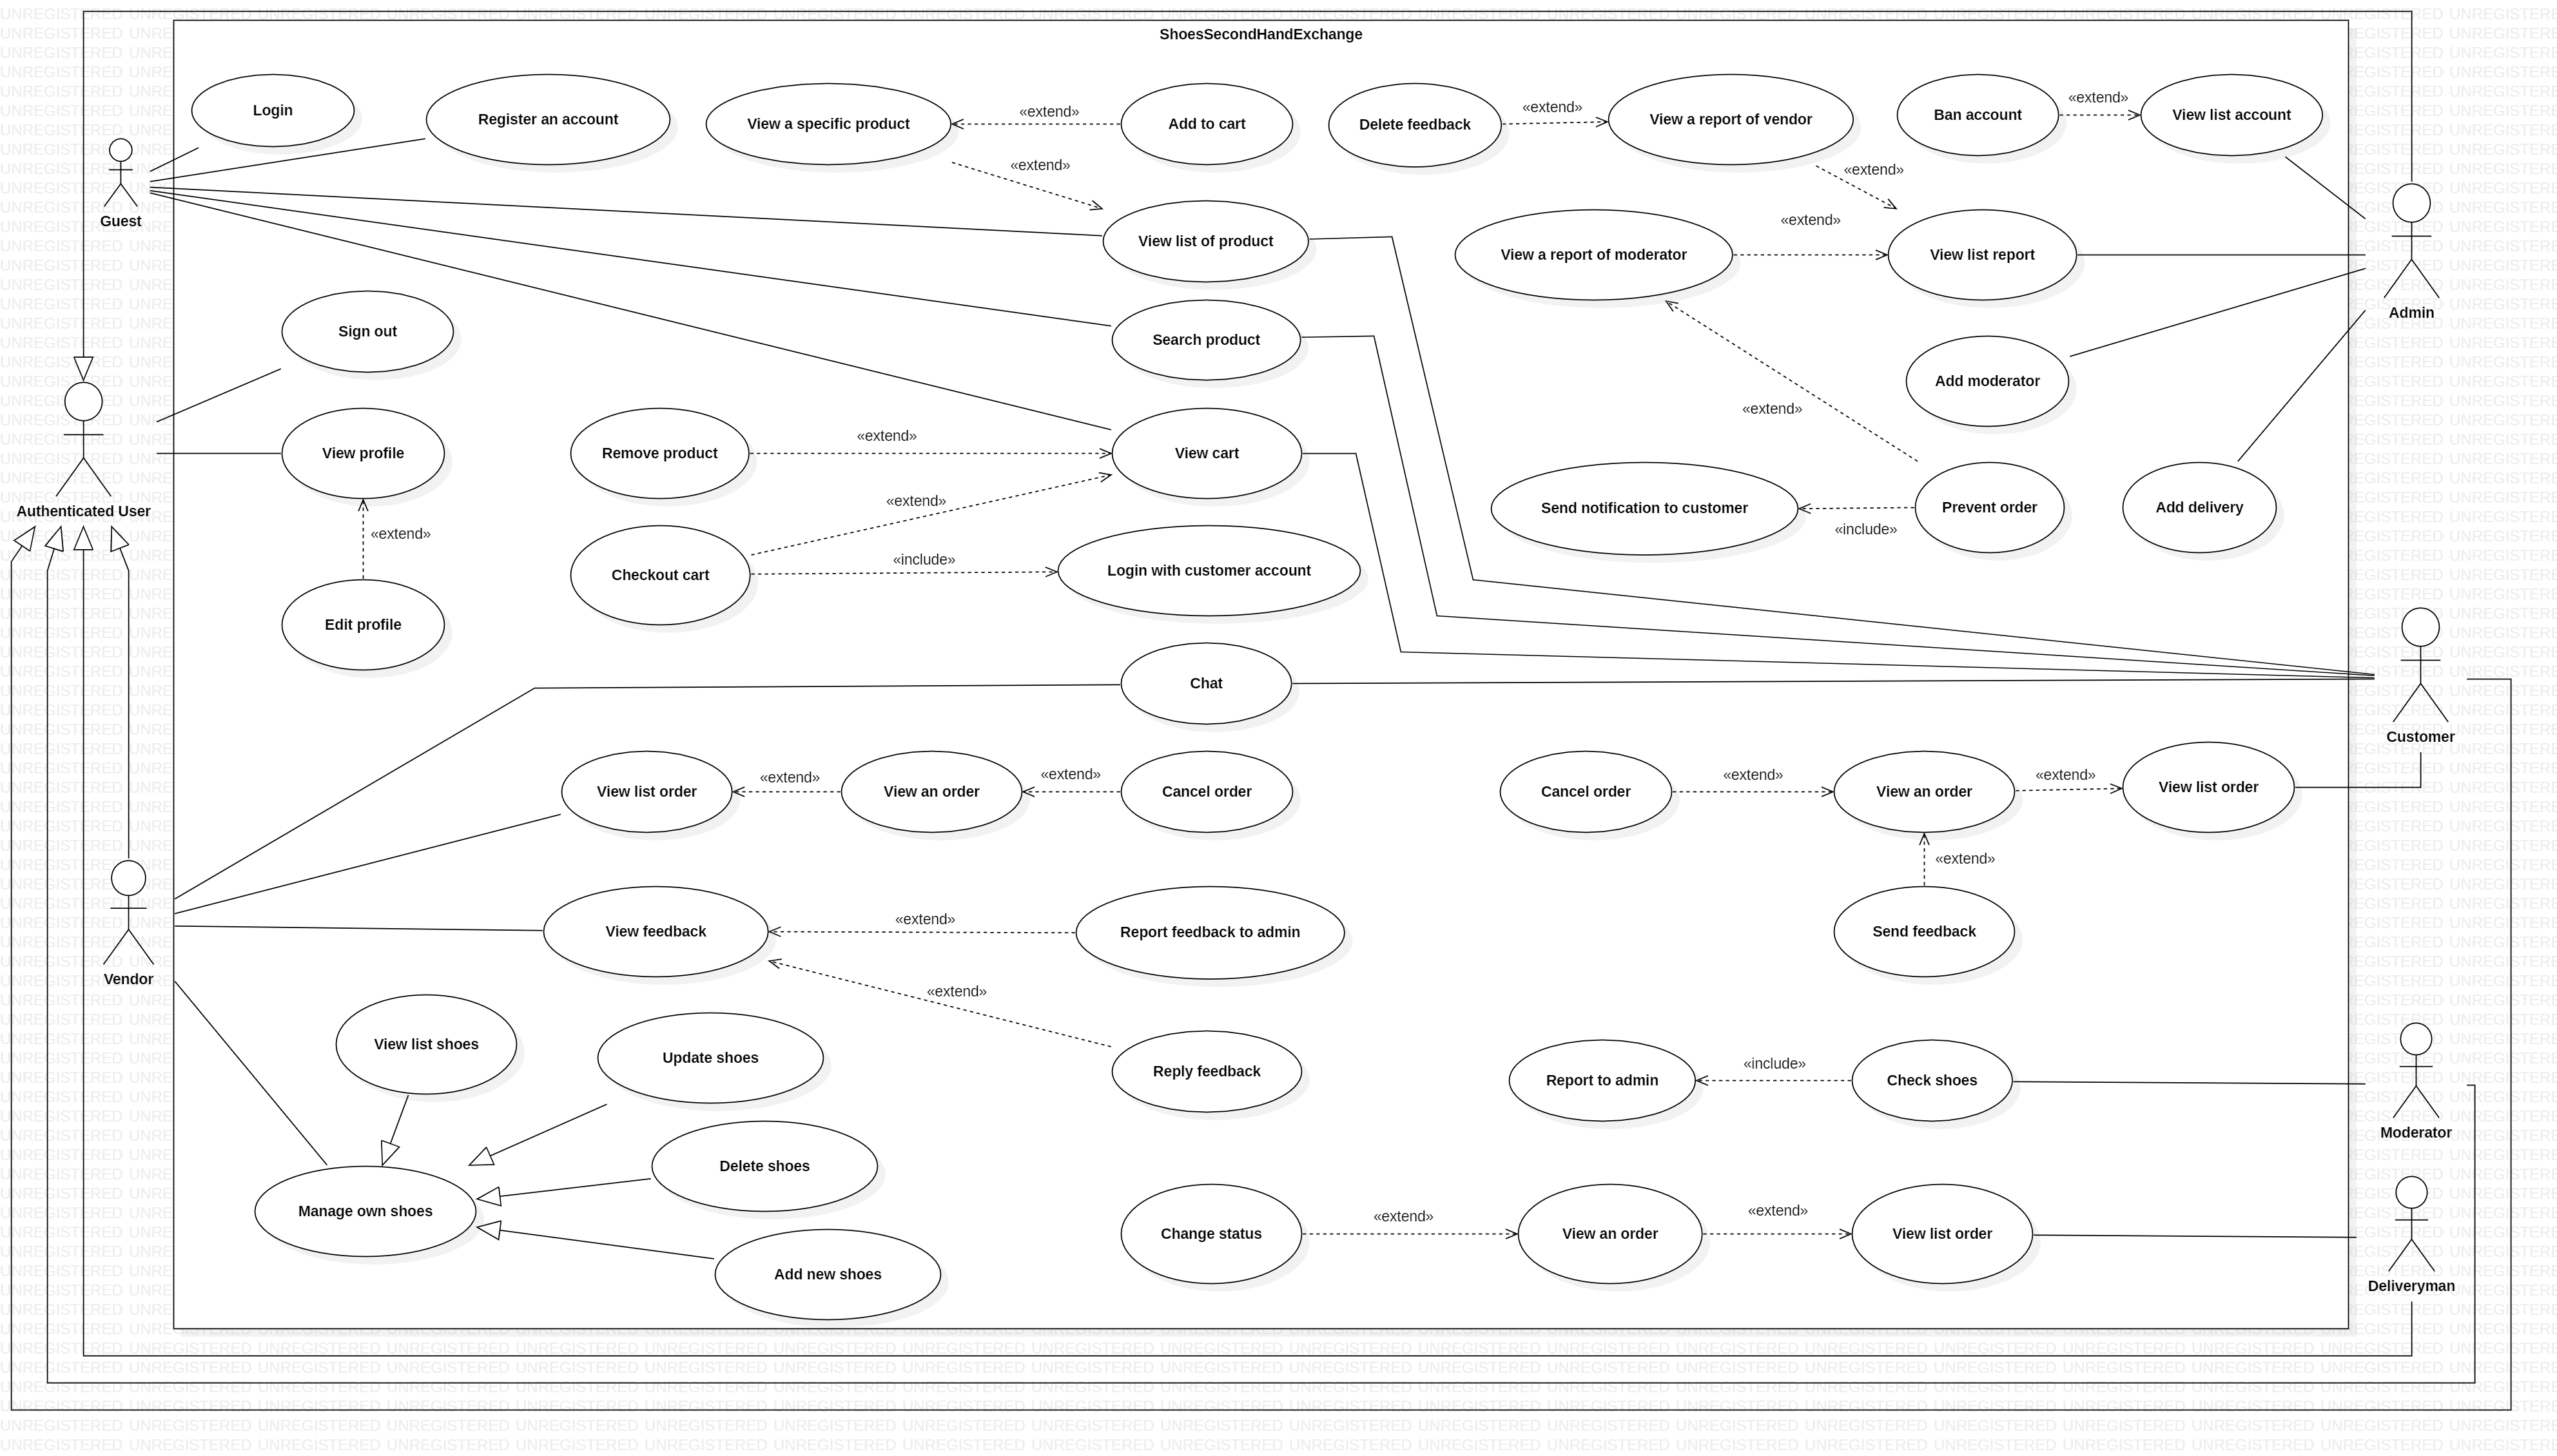 ShoesSecondHandExchange
Login
Register an account
View a specific product
«extend»
Add to cart
Delete feedback
«extend»
View a report of vendor
Ban account
«extend»
View list account
Guest
«extend»
«extend»
View list of product
View a report of moderator
«extend»
View list report
Admin
Sign out
Search product
Add moderator
«extend»
View profile
Remove product
«extend»
View cart
Authenticated User
«extend»
Send notification to customer
«include»
Prevent order
Add delivery
«extend»
Checkout cart
«include»
Login with customer account
Edit profile
Chat
Customer
View list order
«extend»
View an order
«extend»
Cancel order
Cancel order
«extend»
View an order
«extend»
View list order
«extend»
Vendor
View feedback
«extend»
Report feedback to admin
Send feedback
«extend»
View list shoes
Update shoes
Reply feedback
Report to admin
«include»
Check shoes
Moderator
Delete shoes
Manage own shoes
Change status
«extend»
View an order
«extend»
View list order
Deliveryman
Add new shoes
UNREGISTERED